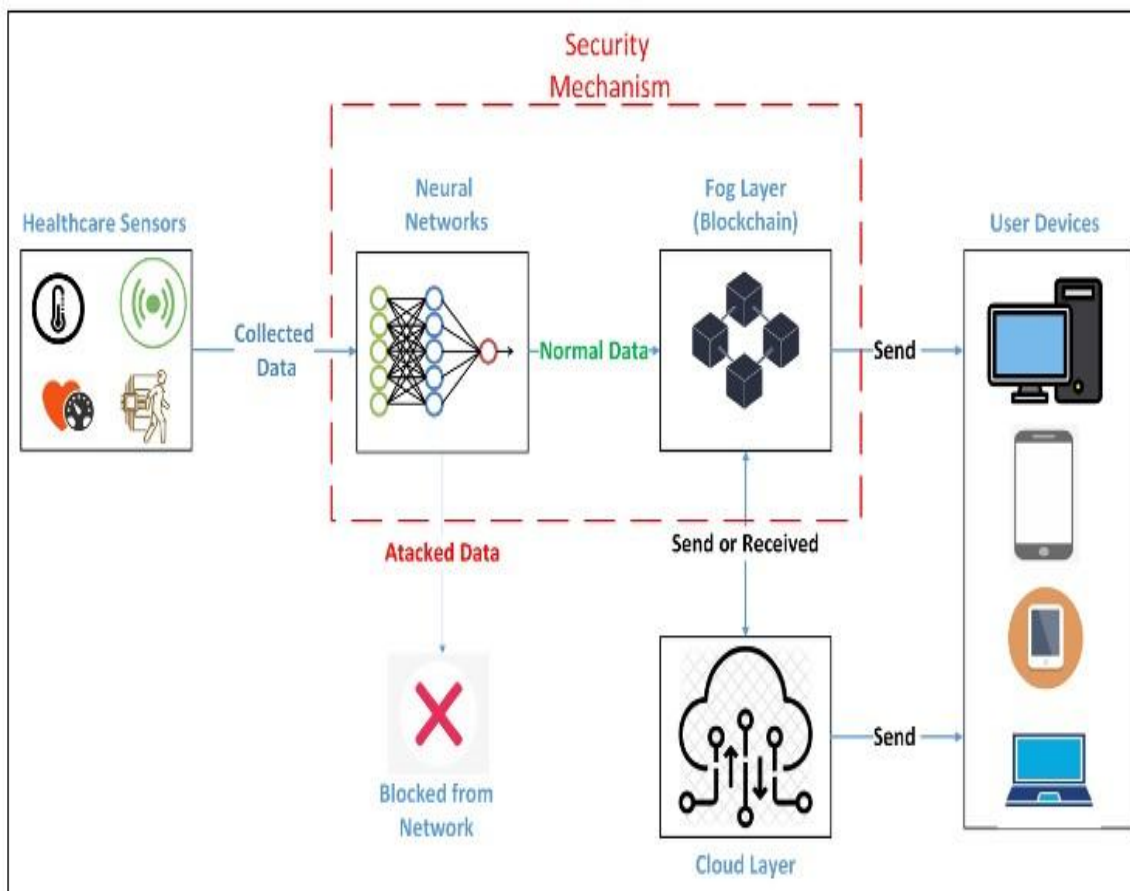 Security
Mechanism
Neural
Networks
Fog Layer
(Blockchain)
Healthcare Sensors
User Devices
Collected
Data
Normal Data
Send
Atacked Data
Send or Received
Send
Blocked from
Network
Cloud Layer